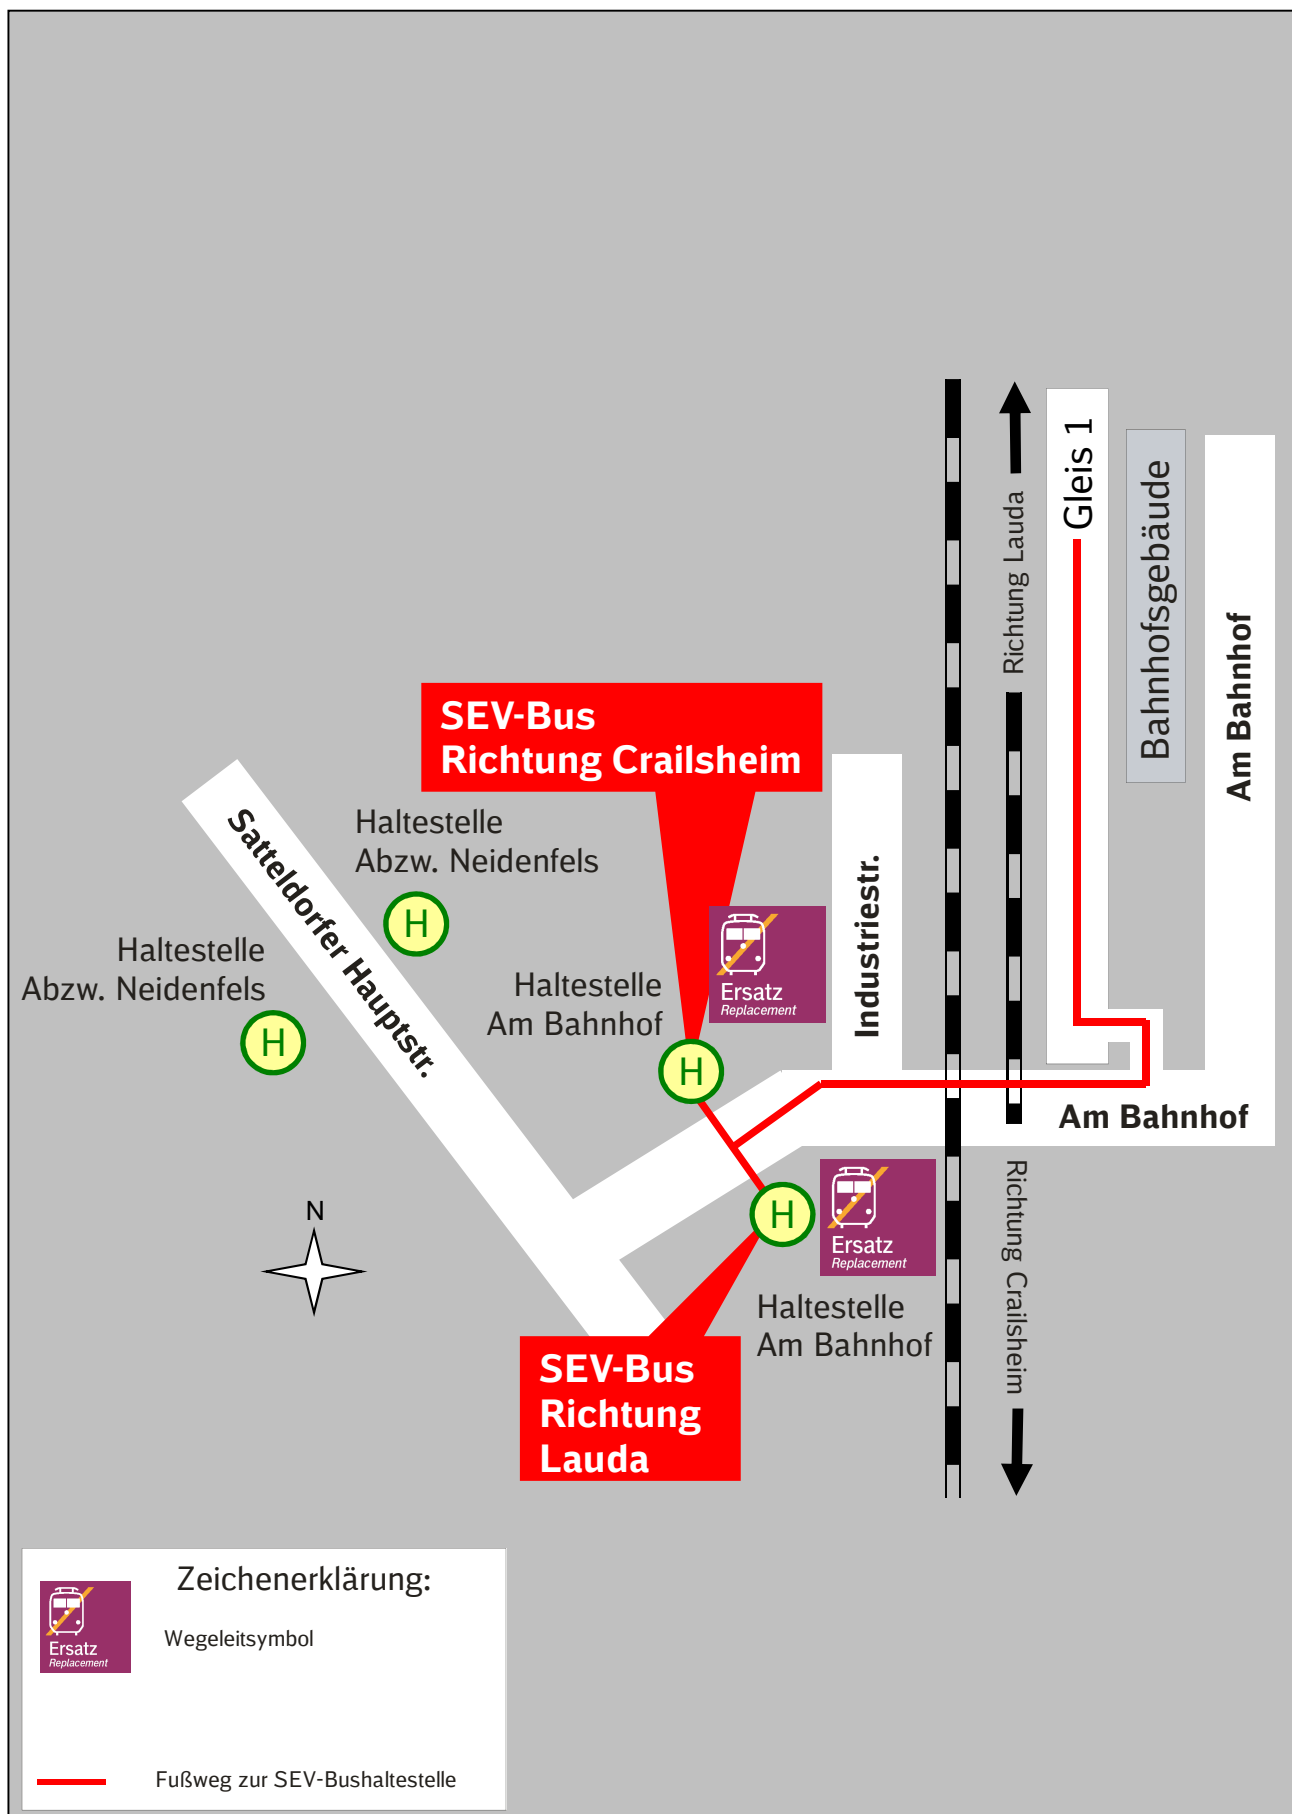 Gleis 1
Richtung Lauda
Bahnhofsgebäude
Am Bahnhof
SEV-Bus
Richtung Crailsheim
Haltestelle
Abzw. Neidenfels
H
Satteldorfer Hauptstr.
Haltestelle
Abzw. Neidenfels
H
Haltestelle
Am Bahnhof
H
Ersatz
Replacement
Industriestr.
Am Bahnhof
Richtung Crailsheim
H
Ersatz
Replacement
Haltestelle
Am Bahnhof
N
SEV-Bus
Richtung
Lauda
Zeichenerklärung:
Ersatz
Replacement
Wegeleitsymbol
Fußweg zur SEV-Bushaltestelle